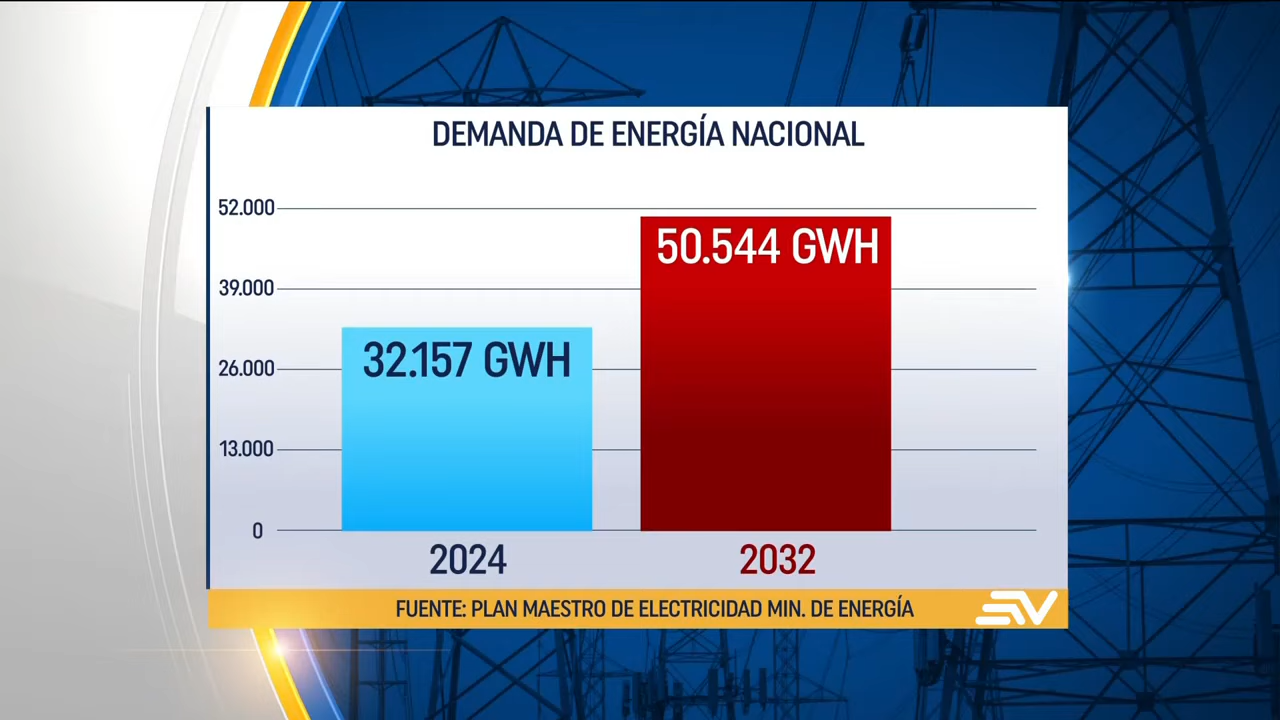 DEMANDA DE ENERGÍA NACIONAL
52.000
39.000
26.000
13.000
0
32.157 GWH
50.544 GWH
2024
2032
FUENTE: PLAN MAESTRO DE ELECTRICIDAD MIN. DE ENERGÍA